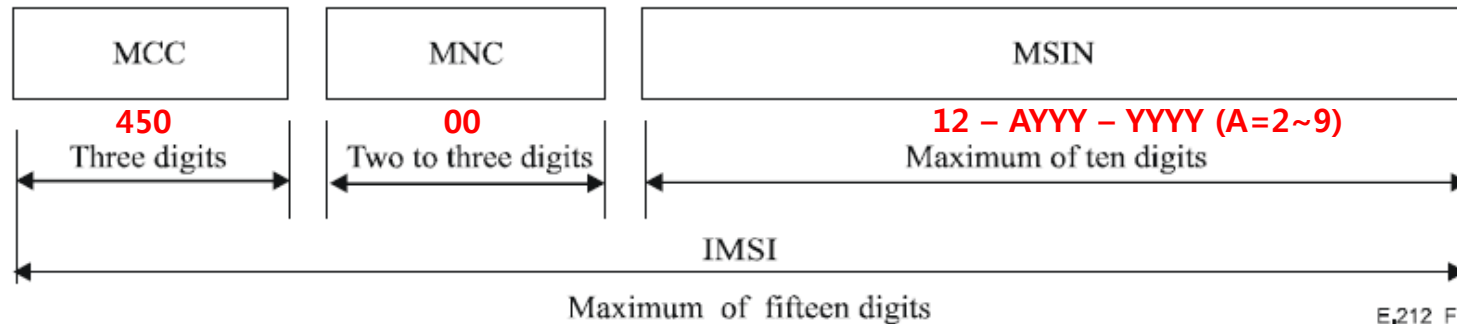 MCC MNC MSIN
450 00 12 – AYYY – YYYY (A=2~9)
Three digits Two to three digits Maximum of ten digits
IMSI
Maximum of fifteen digits
E.212_F